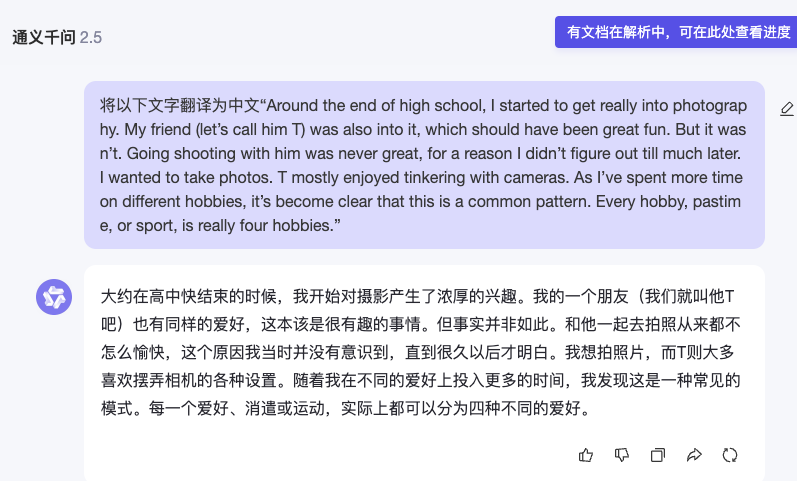 通义千问 2.5
有文档在解析中，可在此处查看进度
将以下文字翻译为中文“Around the end of high school, I started to get really into photograp
hy. My friend (let’s call him T) was also into it, which should have been great fun. But it was
n’t. Going shooting with him was never great, for a reason I didn’t figure out till much later.
I wanted to take photos. T mostly enjoyed tinkering with cameras. As I’ve spent more time
on different hobbies, it’s become clear that this is a common pattern. Every hobby, pastim
e, or sport, is really four hobbies.”
大约在高中快结束的时候，我开始对摄影产生了浓厚的兴趣。我的一个朋友（我们就叫他T
吧）也有同样的爱好，这本该是很有趣的事情。但事实并非如此。和他一起去拍照从来都不
怎么愉快，这个原因我当时并没有意识到，直到很久以后才明白。我想拍照片，而T则大多
喜欢摆弄相机的各种设置。随着我在不同的爱好上投入更多的时间，我发现这是一种常见的
模式。每一个爱好、消遣或运动，实际上都可以分为四种不同的爱好。